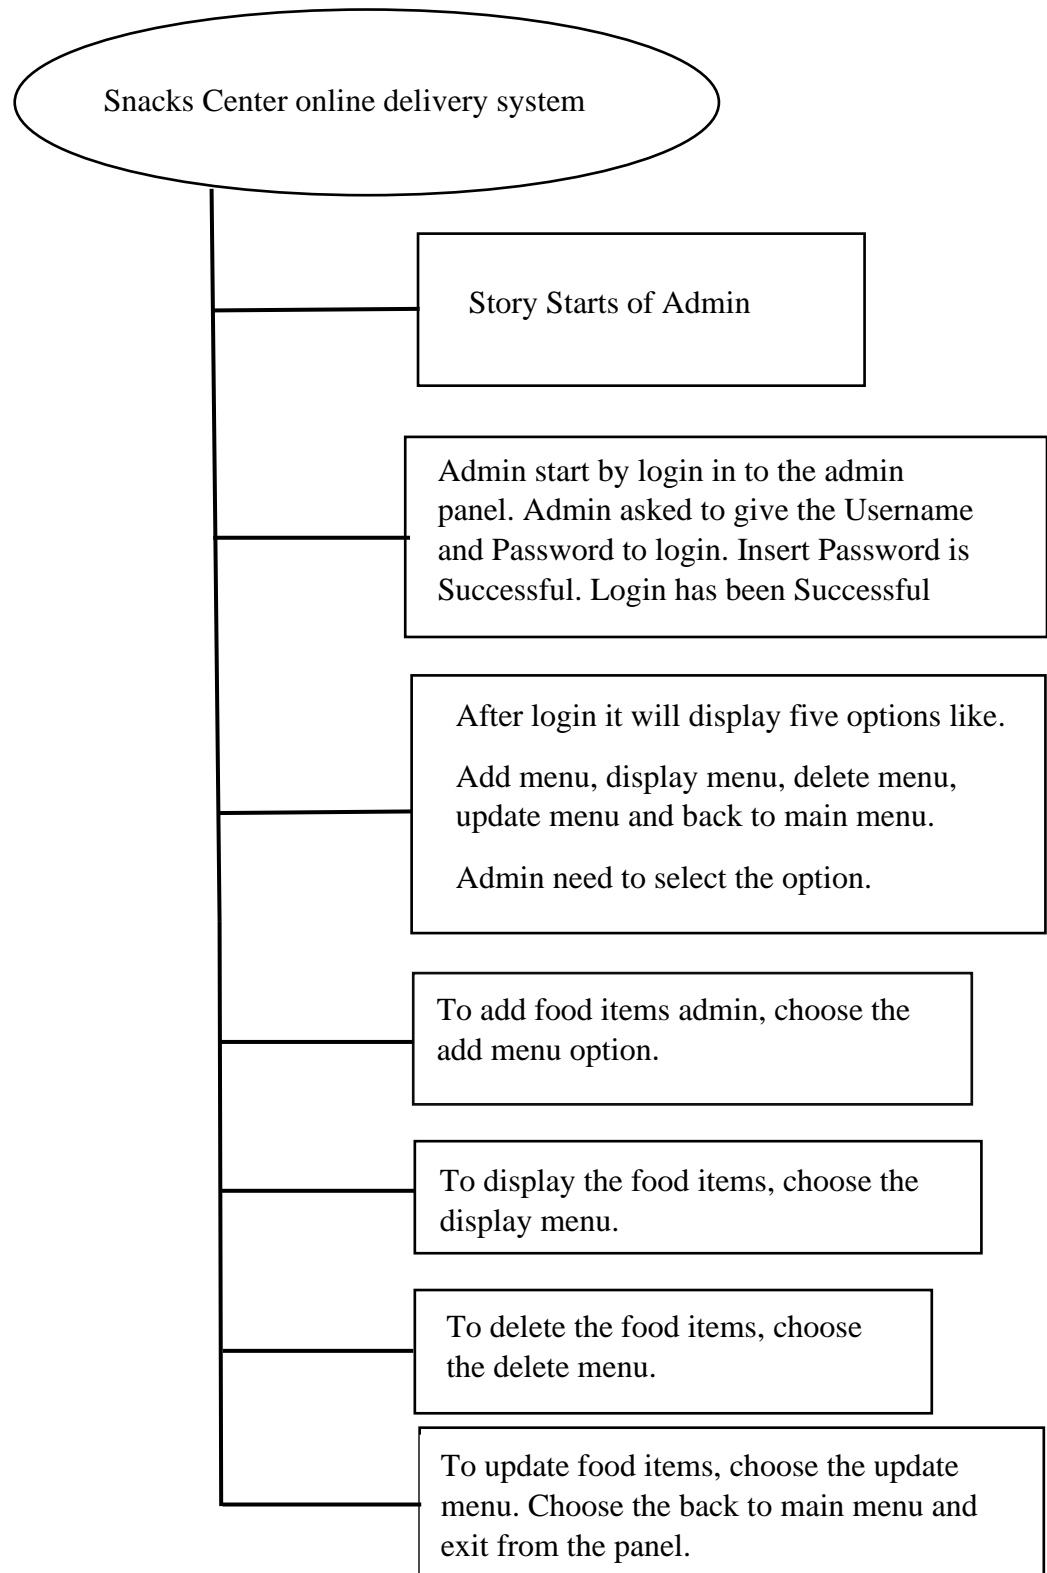 Snacks Center online delivery system
Story Starts of Admin
Admin start by login in to the admin
panel. Admin asked to give the Username
and Password to login. Insert Password is
Successful. Login has been Successful
After login it will display five options like.
Add menu, display menu, delete menu,
update menu and back to main menu.
Admin need to select the option.
To add food items admin, choose the
add menu option.
To display the food items, choose the
display menu.
To delete the food items, choose
the delete menu.
To update food items, choose the update
menu. Choose the back to main menu and
exit from the panel.